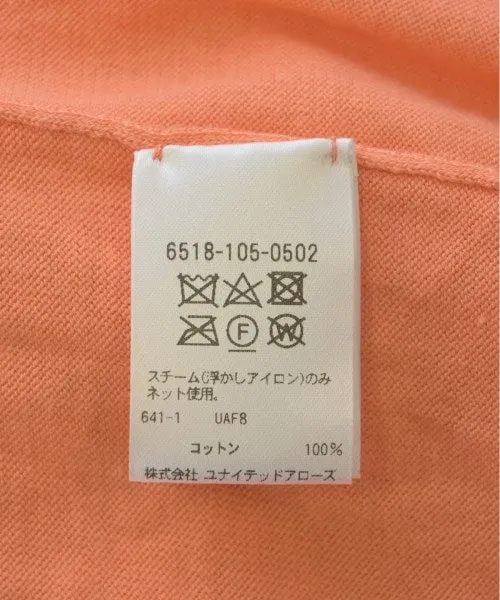 6518-105-0502
F W
スチーム(浮かしアイロン)のみ
ネット使用。
641-1 UAF8
コットン 100%
株式会社 ユナイテッドアローズ